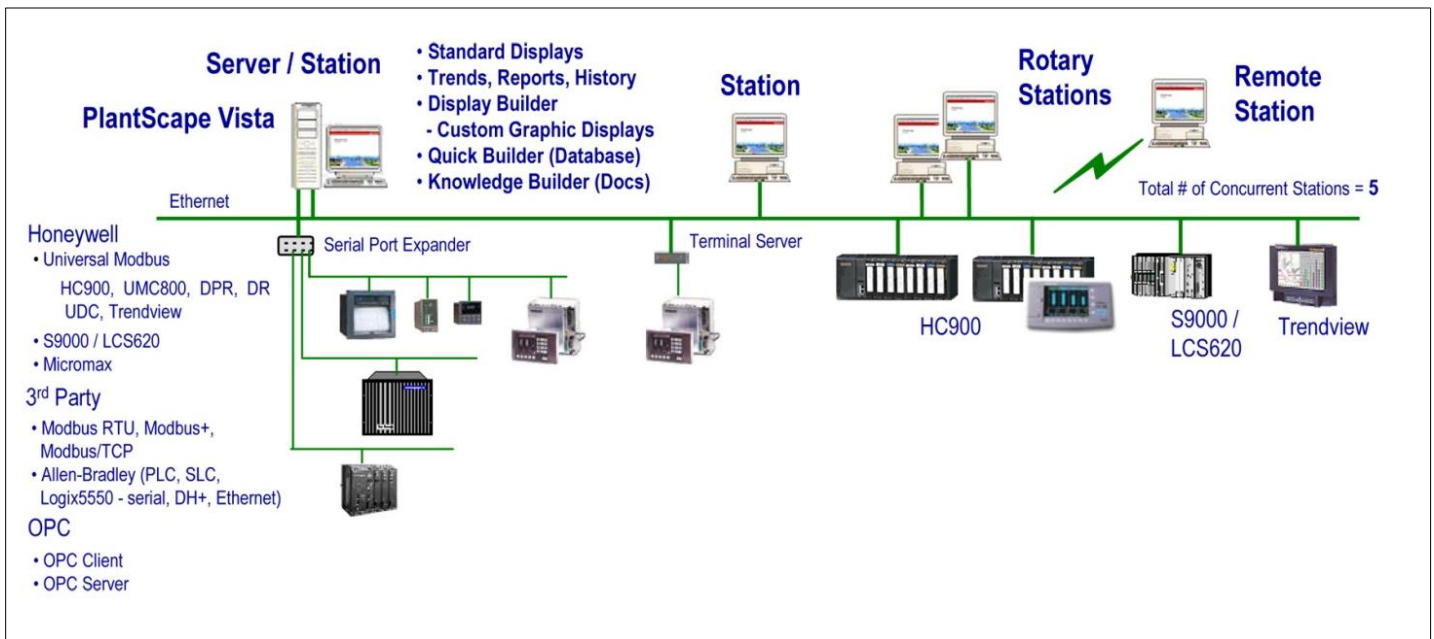 Server / Station
PlantScape Vista
• Standard Displays
• Trends, Reports, History
• Display Builder
- Custom Graphic Displays
• Quick Builder (Database)
• Knowledge Builder (Docs)
Station
Rotary
Stations
Remote
Station
Total # of Concurrent Stations = 5
Ethernet
Honeywell
• Universal Modbus
HC900, UMC800, DPR, DR
UDC, Trendview
• S9000 / LCS620
• Micromax
3rd Party
• Modbus RTU, Modbus+,
Modbus/TCP
• Allen-Bradley (PLC, SLC,
Logix5550 - serial, DH+, Ethernet)
OPC
• OPC Client
• OPC Server
Serial Port Expander
Terminal Server
HC900
S9000 /
LCS620
Trendview